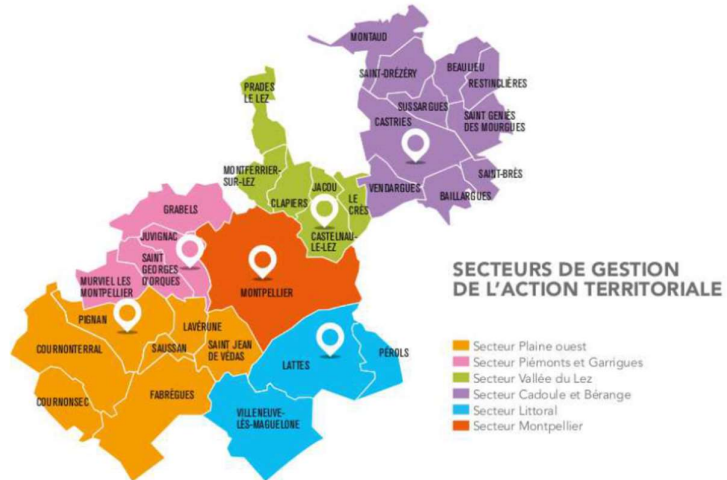 MONTAUD
SAINT-DRÉZÉRY
BEAULIEU
RESTINCLIÈRES
PRADES
LE LEZ
SUSSARGUES
CASTRIES
SAINT GENIÈS
DES MOURGUES
MONTFERRIER-
SUR-LEZ
JACOU
CLAPIERS
LE
CRÈS
VENDARGUES
SAINT-BRÈS
BAILLARGUES
GRABELS
JUVIGNAC
CASTELNAU-
LE-LEZ
SAINT
GEORGES
D'ORQUES
MURVIEL LES
MONTPELLIER
MONTPELLIER
PIGNAN
LAVÉRUNE
COURNONTERRAL
SAUSSAN
SAINT JEAN
DE VÉDAS
LATTES
PÉROLS
COURNONSEC
FABRÈGUES
VILLENEUVE-
LÈS-MAGUELONE
SECTEURS DE GESTION
DE L'ACTION TERRITORIALE
Secteur Plaine ouest
Secteur Piémonts et Garrigues
Secteur Vallée du Lez
Secteur Cadoule et Bérange
Secteur Littoral
Secteur Montpellier